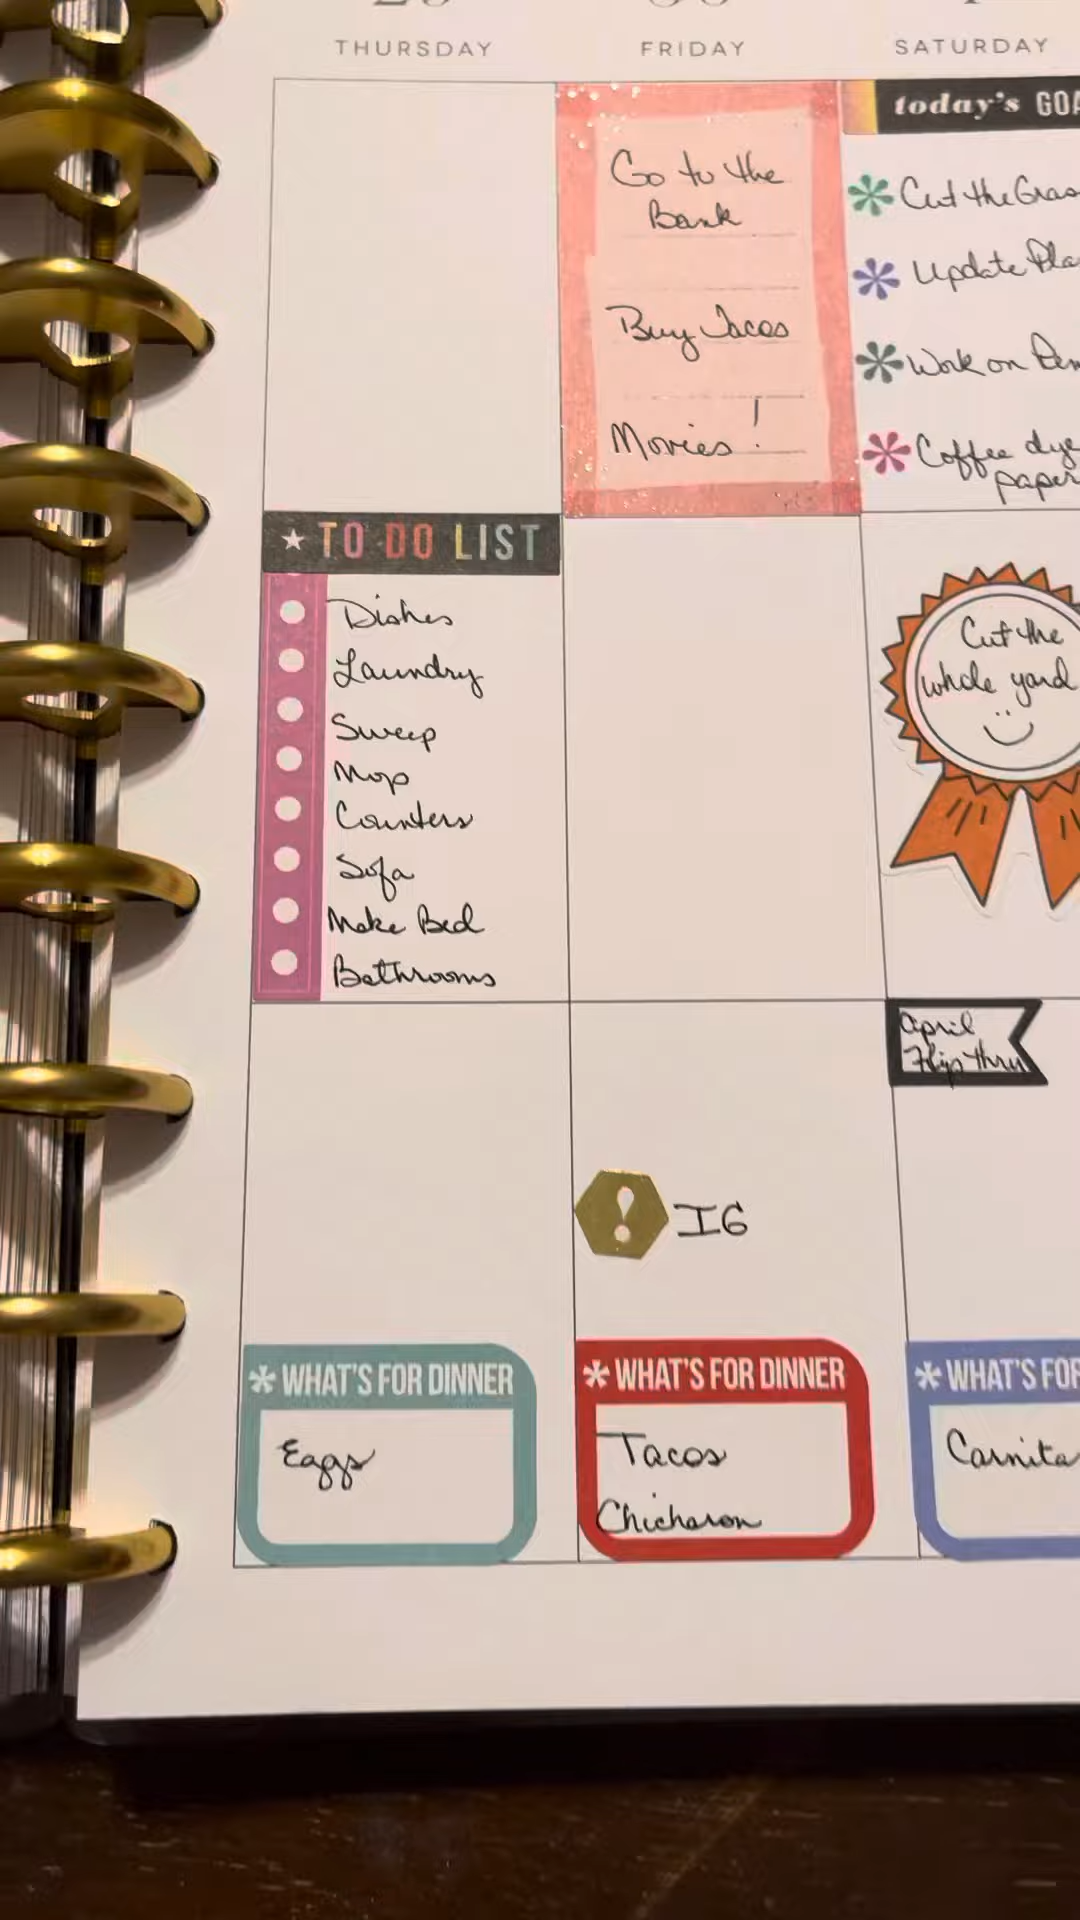 THURSDAY
FRIDAY
SATURDAY
Go to the
Bank
Buy Tacos
Movies!
today's
Cut the
Update
Work on
Coffee dye
paper
★ TO DO LIST
Dishes
Laundry
Sweep
Mop
Counters
Sofa
Make Bed
Bathrooms
Cut the
whole yard
April
Flip thru
! IG
* WHAT'S FOR DINNER
Eggs
* WHAT'S FOR DINNER
Tacos
Chicharon
* WHAT'S FOR